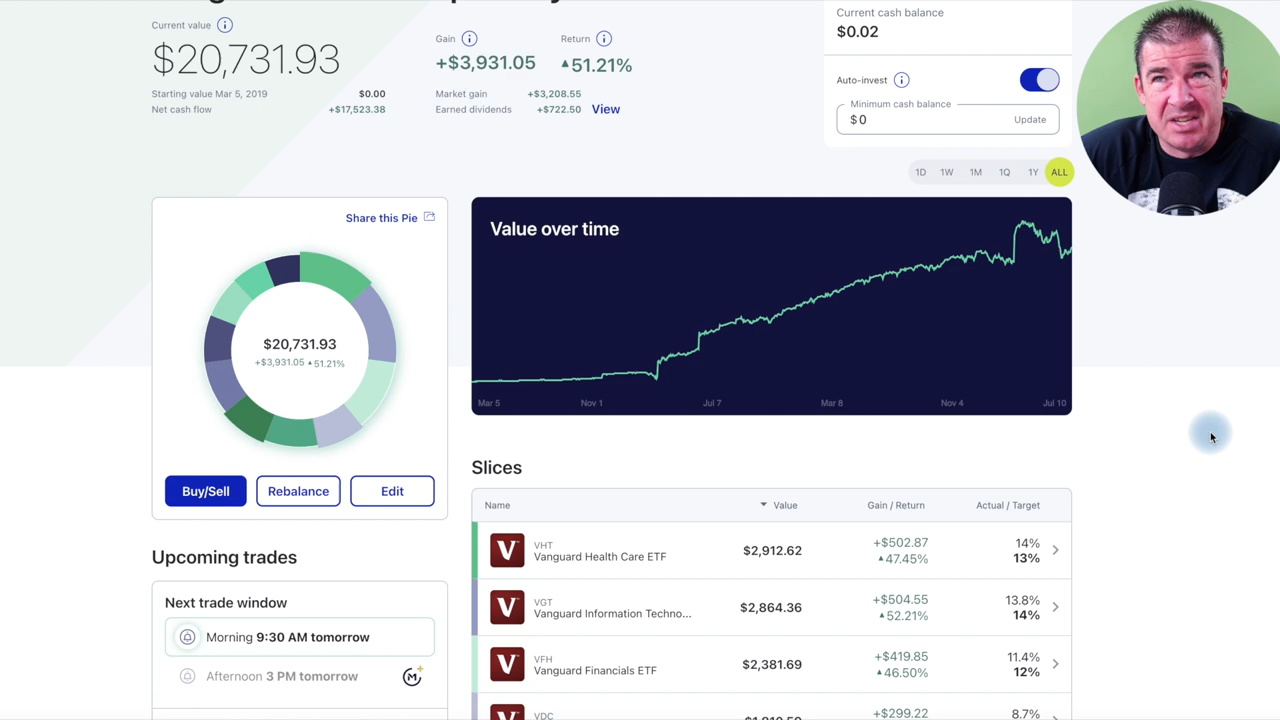 Current value
$20,731.93
Starting value Mar 5, 2019 $0.00
Net cash flow +$17,523.38
Gain
+$3,931.05
Return
51.21%
Market gain +$3,208.55
Earned dividends +$722.50 View
Current cash balance
$0.02
Auto-invest
Minimum cash balance
$ 0 Update
1D 1W 1M 1Q 1Y ALL
Share this Pie
$20,731.93
+$3,931.05 51.21%
Buy/Sell Rebalance Edit
Value over time
Mar 5 Nov 1 Jul 7 Mar 8 Nov 4 Jul 10
Upcoming trades
Next trade window
Morning 9:30 AM tomorrow
Afternoon 3 PM tomorrow
Slices
Name Value Gain / Return Actual / Target
VHT
Vanguard Health Care ETF
$2,912.62
+$502.87
47.45%
14%
13%
VGT
Vanguard Information Techno...
$2,864.36
+$504.55
52.21%
13.8%
14%
VFH
Vanguard Financials ETF
$2,381.69
+$419.85
46.50%
11.4%
12%
VDC
+$299.22
8.7%